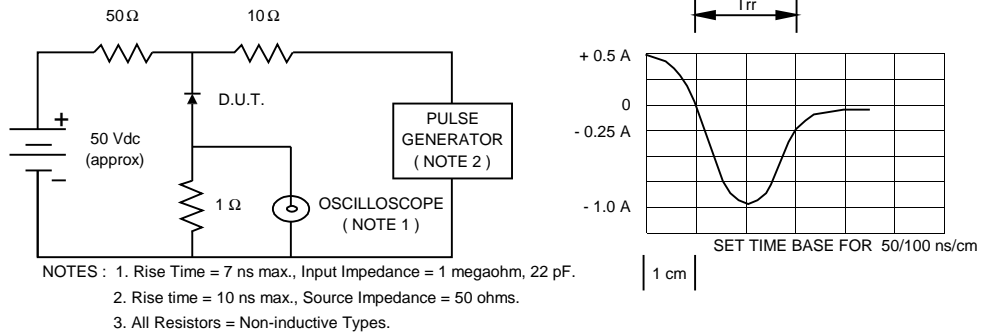 50 Ω
10 Ω
D.U.T.
+
50 Vdc
(approx)
−
1 Ω
OSCILLOSCOPE
( NOTE 1 )
PULSE
GENERATOR
( NOTE 2 )
Trr
+ 0.5 A
0
- 0.25 A
- 1.0 A
SET TIME BASE FOR 50/100 ns/cm
1 cm
NOTES : 1. Rise Time = 7 ns max., Input Impedance = 1 megaohm, 22 pF.
2. Rise time = 10 ns max., Source Impedance = 50 ohms.
3. All Resistors = Non-inductive Types.